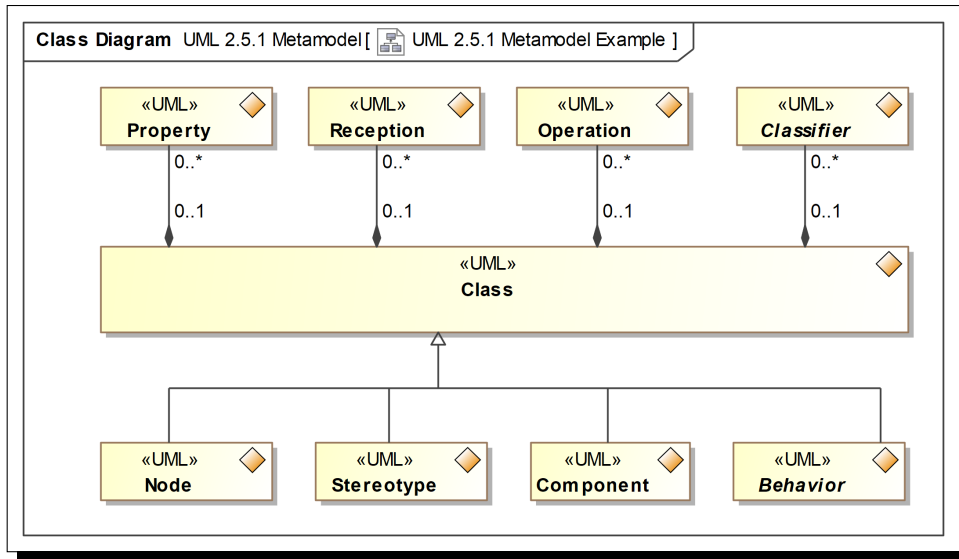 Class Diagram UML 2.5.1 Metamodel [ UML 2.5.1 Metamodel Example ]
«UML» «UML» «UML» «UML»
Property Reception Operation Classifier
0..* 0..* 0..* 0..*
0..1 0..1 0..1 0..1
«UML»
Class
«UML» «UML» «UML» «UML»
Node Stereotype Component Behavior